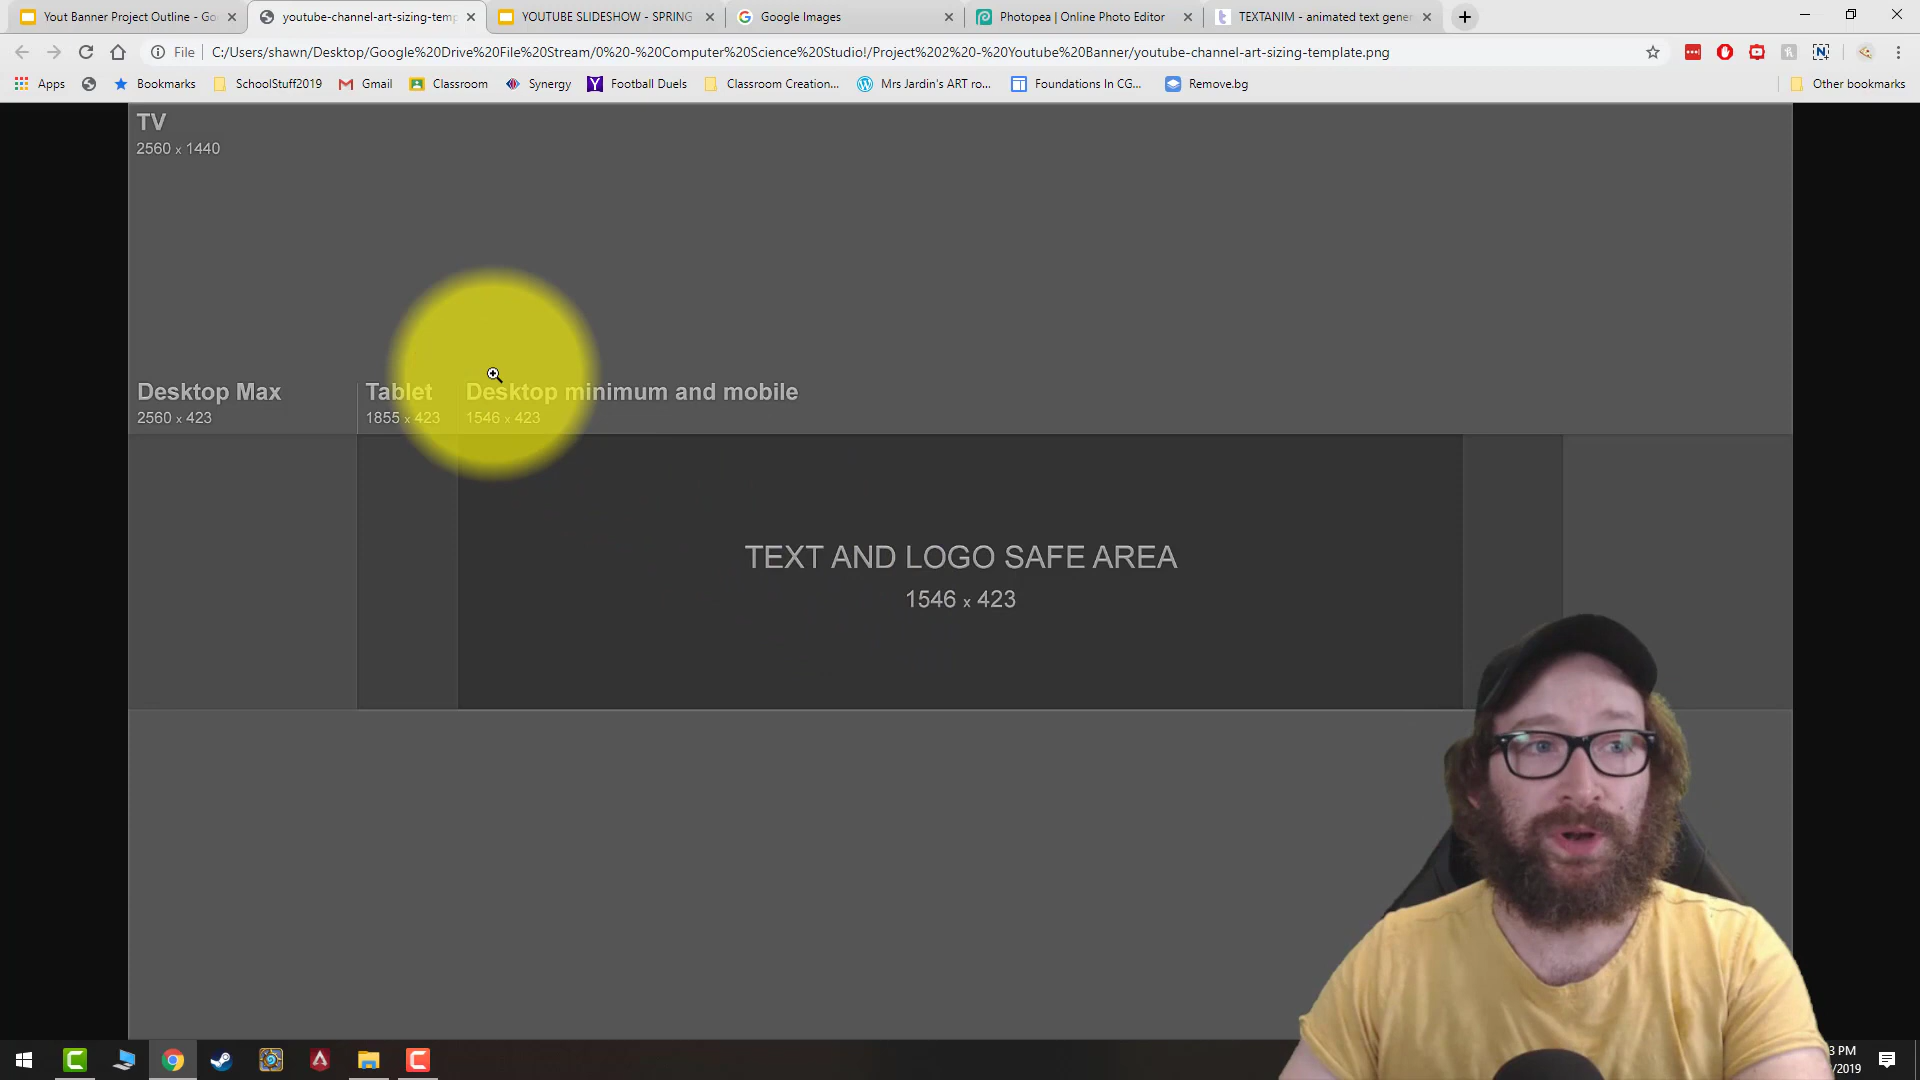 Yout Banner Project Outline - Go
youtube-channel-art-sizing-temp
YOUTUBE SLIDESHOW - SPRING
Google Images
Photopea | Online Photo Editor
TEXTANIM - animated text gener
File
C:/Users/shawn/Desktop/Google%20Drive%20File%20Stream/0%20-%20Computer%20Science%20Studio!/Project%202%20-%20Youtube%20Banner/youtube-channel-art-sizing-template.png
Apps
Bookmarks
SchoolStuff2019
Gmail
Classroom
Synergy
Football Duels
Classroom Creation...
Mrs Jardin's ART ro...
Foundations In CG...
Remove.bg
Other bookmarks
TV
2560 x 1440
Desktop Max
2560 x 423
Tablet
1855 x 423
Desktop minimum and mobile
1546 x 423
TEXT AND LOGO SAFE AREA
1546 x 423
3 PM
/2019